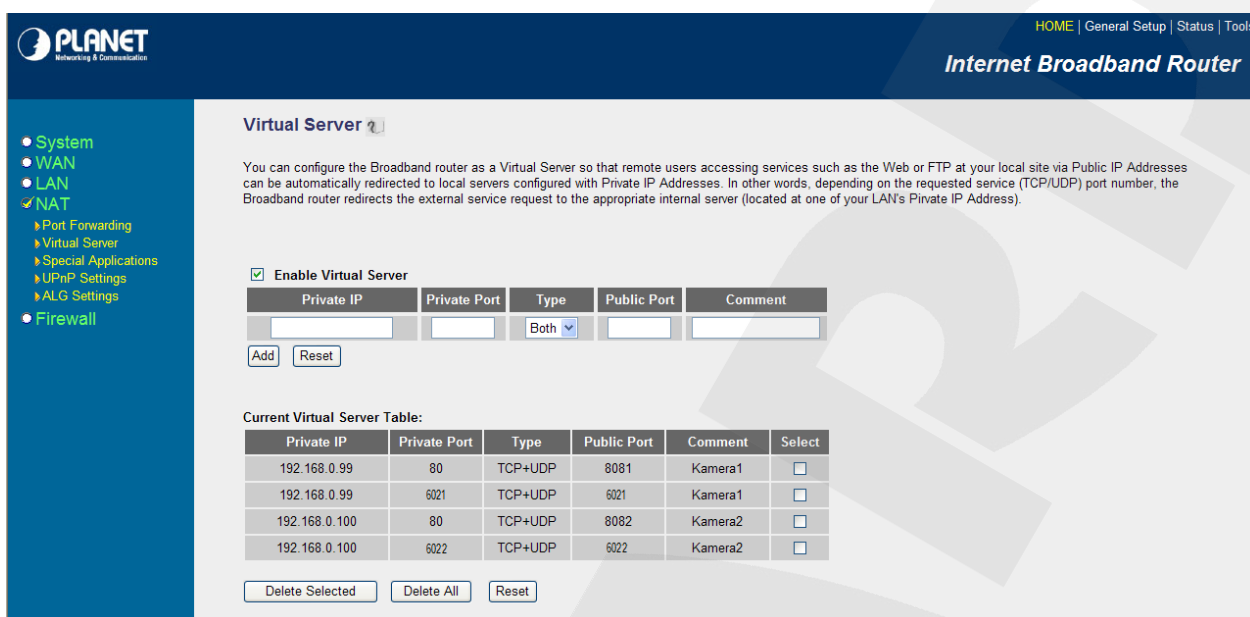 PLANET
Networking & Communication
HOME | General Setup | Status | Tools
Internet Broadband Router
System
WAN
LAN
NAT
Port Forwarding
Virtual Server
Special Applications
UPnP Settings
ALG Settings
Firewall
Virtual Server
You can configure the Broadband router as a Virtual Server so that remote users accessing services such as the Web or FTP at your local site via Public IP Addresses
can be automatically redirected to local servers configured with Private IP Addresses. In other words, depending on the requested service (TCP/UDP) port number, the
Broadband router redirects the external service request to the appropriate internal server (located at one of your LAN's Pivate IP Address).
Enable Virtual Server
Private IP Private Port Type Public Port Comment
Both
Add Reset
Current Virtual Server Table:
Private IP Private Port Type Public Port Comment Select
192.168.0.99 80 TCP+UDP 8081 Kamera1
192.168.0.99 6021 TCP+UDP 6021 Kamera1
192.168.0.100 80 TCP+UDP 8082 Kamera2
192.168.0.100 6022 TCP+UDP 6022 Kamera2
Delete Selected Delete All Reset